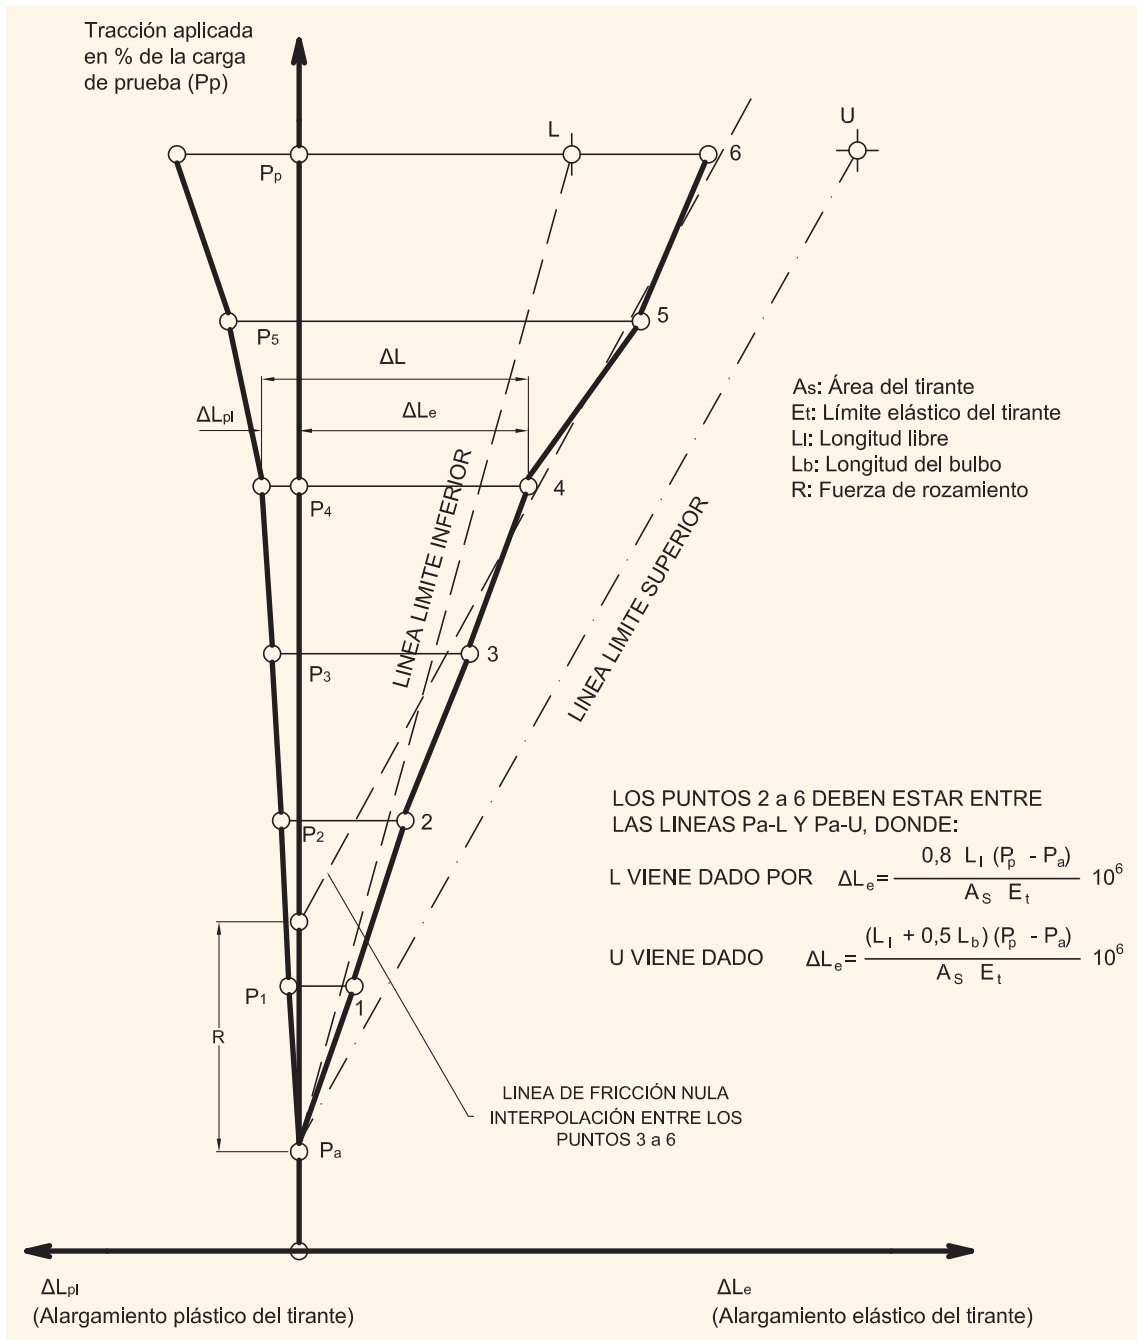 Tracción aplicada
en % de la carga
de prueba (Pp)
L
U
Pp
6
P5
5
ΔL
ΔLpl
ΔLe
As: Área del tirante
Et: Límite elástico del tirante
Ll: Longitud libre
Lb: Longitud del bulbo
R: Fuerza de rozamiento
P4
4
LINEA LIMITE INFERIOR
LINEA LIMITE SUPERIOR
P3
3
P2
2
LOS PUNTOS 2 a 6 DEBEN ESTAR ENTRE
LAS LINEAS Pa-L Y Pa-U, DONDE:
L VIENE DADO POR ΔLe = 0,8 Ll (Pp - Pa) / AS Et 10^6
U VIENE DADO ΔLe = (Ll + 0,5 Lb) (Pp - Pa) / AS Et 10^6
P1
1
R
LINEA DE FRICCIÓN NULA
INTERPOLACIÓN ENTRE LOS
PUNTOS 3 a 6
Pa
ΔLpl
(Alargamiento plástico del tirante)
ΔLe
(Alargamiento elástico del tirante)